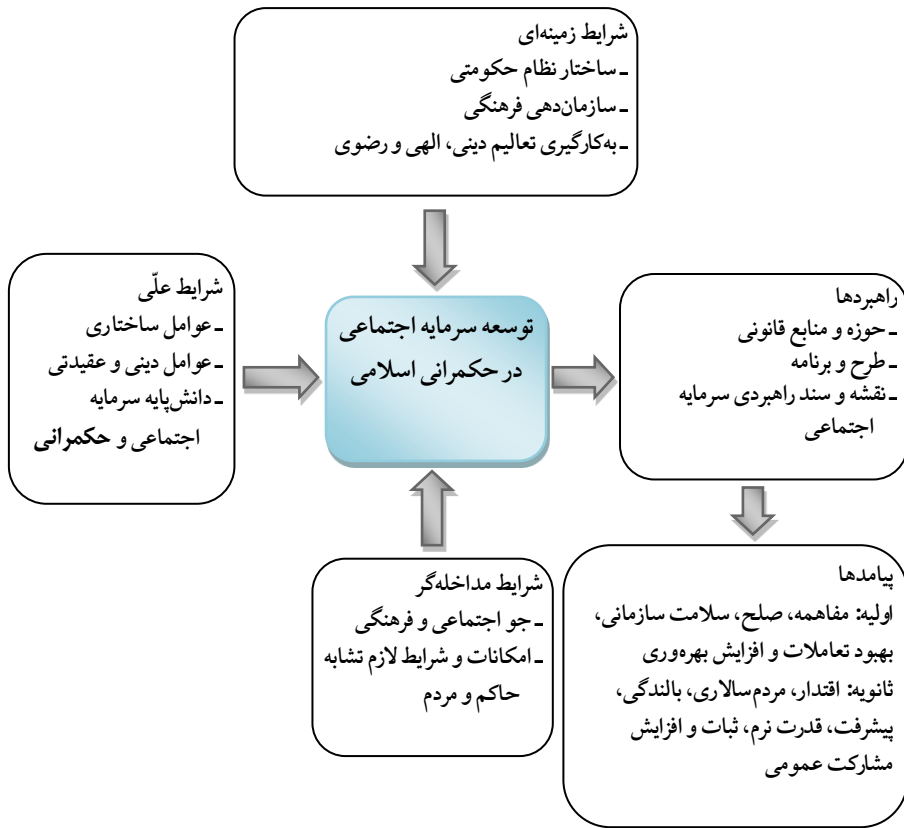 شرایط زمینه‌ای
ـ ساختار نظام حکومتی
ـ سازمان‌دهی فرهنگی
ـ به‌کارگیری تعالیم دینی، الهی و رضوی
شرایط علّی
ـ عوامل ساختاری
ـ عوامل دینی و عقیدتی
ـ دانش‌پایه سرمایه
اجتماعی و حکمرانی
توسعه سرمایه اجتماعی
در حکمرانی اسلامی
راهبردها
ـ حوزه و منابع قانونی
ـ طرح و برنامه
ـ نقشه و سند راهبردی سرمایه
اجتماعی
شرایط مداخله‌گر
ـ جو اجتماعی و فرهنگی
ـ امکانات و شرایط لازم تشابه
حاکم و مردم
پیامدها
اولیه: مفاهمه، صلح، سلامت سازمانی،
بهبود تعاملات و افزایش بهره‌وری
ثانویه: اقتدار، مردم‌سالاری، بالندگی،
پیشرفت، قدرت نرم، ثبات و افزایش
مشارکت عمومی